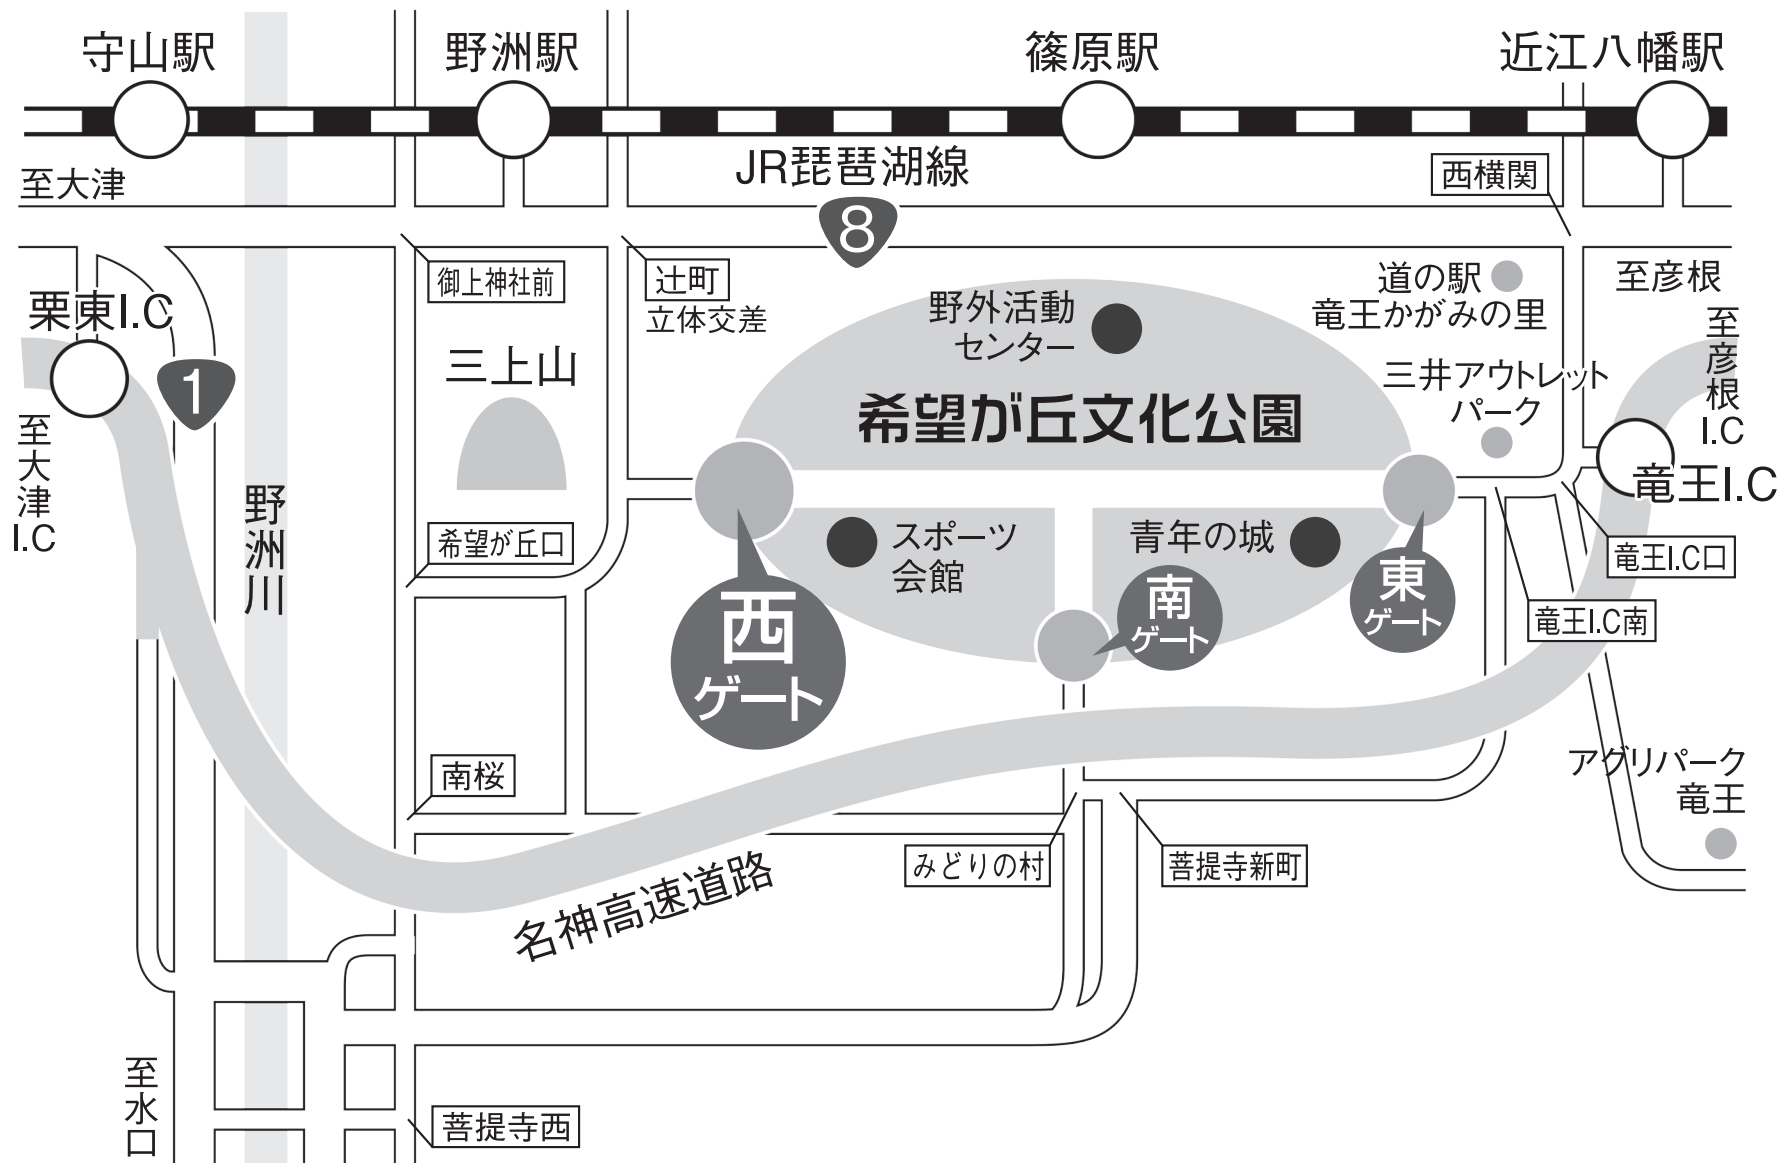 守山駅
野洲駅
篠原駅
近江八幡駅
JR琵琶湖線
至大津
西横関
8
御上神社前
辻町
立体交差
野外活動
センター
道の駅
竜王かがみの里
至彦根
至彦根I.C
栗東I.C
1
三上山
三井アウトレット
パーク
希望が丘文化公園
至大津I.C
竜王I.C
野洲川
希望が丘口
スポーツ
会館
青年の城
竜王I.C口
西
ゲート
南
ゲート
東
ゲート
竜王I.C南
南桜
アグリパーク
竜王
みどりの村
菩提寺新町
名神高速道路
至水口
菩提寺西